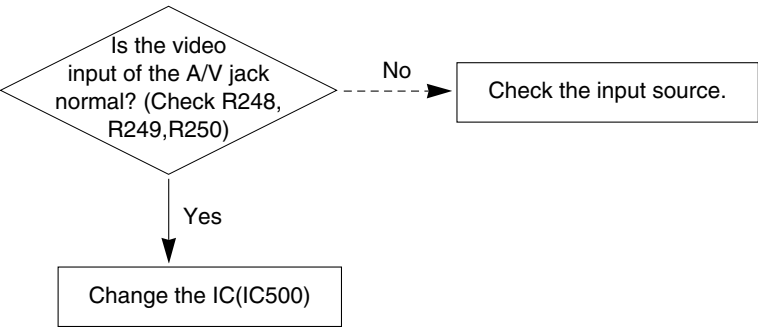 Is the video
input of the A/V jack
normal? (Check R248,
R249,R250)
No
Check the input source.
Yes
Change the IC(IC500)